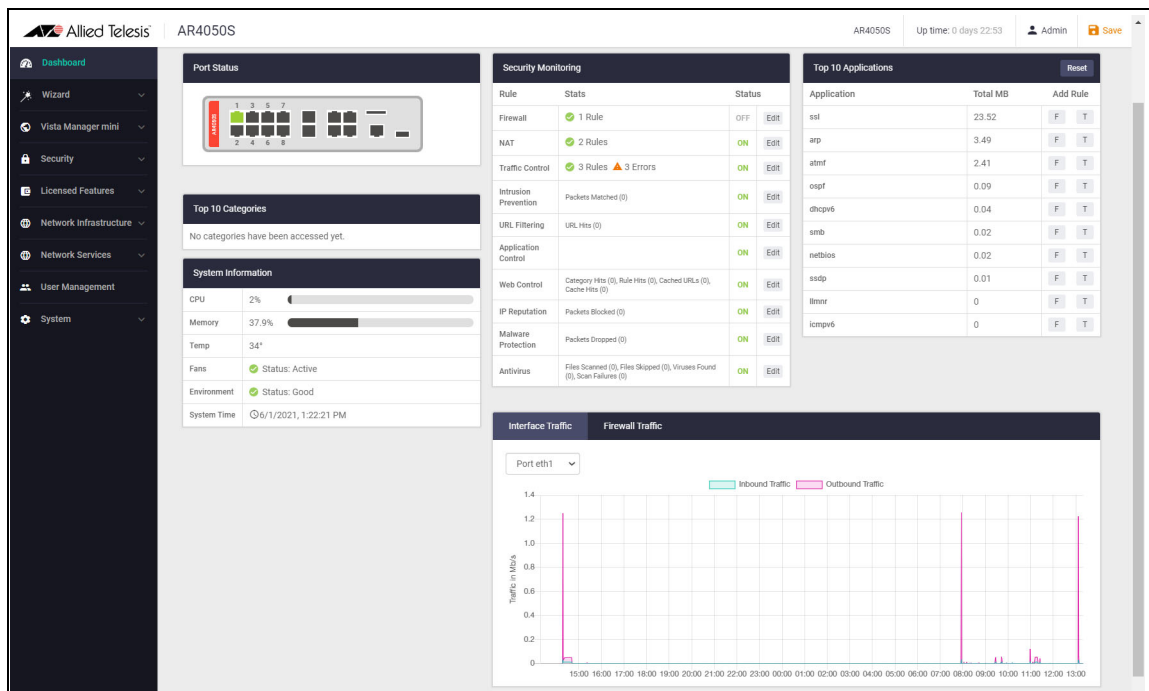 Allied Telesis
AR4050S
AR4050S
Up time: 0 days 22:53
Admin
Save
Dashboard
Wizard
Vista Manager mini
Security
Licensed Features
Network Infrastructure
Network Services
User Management
System
Port Status
1 3 5 7
AR4050S
2 4 6 8
Top 10 Categories
No categories have been accessed yet.
System Information
CPU 2%
Memory 37.9%
Temp 34°
Fans Status: Active
Environment Status: Good
System Time 6/1/2021, 1:22:21 PM
Security Monitoring
Rule Stats Status
Firewall 1 Rule OFF Edit
NAT 2 Rules ON Edit
Traffic Control 3 Rules 3 Errors ON Edit
Intrusion
Prevention Packets Matched (0) ON Edit
URL Filtering URL Hits (0) ON Edit
Application
Control ON Edit
Web Control Category Hits (0), Rule Hits (0), Cached URLs (0),
Cache Hits (0) ON Edit
IP Reputation Packets Blocked (0) ON Edit
Malware
Protection Packets Dropped (0) ON Edit
Antivirus Files Scanned (0), Files Skipped (0), Viruses Found
(0), Scan Failures (0) ON Edit
Top 10 Applications Reset
Application Total MB Add Rule
ssl 23.52 F T
arp 3.49 F T
atmf 2.41 F T
ospf 0.09 F T
dhcpv6 0.04 F T
smb 0.02 F T
netbios 0.02 F T
ssdp 0.01 F T
llmnr 0 F T
icmpv6 0 F T
Interface Traffic Firewall Traffic
Port eth1
Inbound Traffic Outbound Traffic
Traffic in Mb/s
1.4
1.2
1.0
0.8
0.6
0.4
0.2
0
15:00 16:00 17:00 18:00 19:00 20:00 21:00 22:00 23:00 00:00 01:00 02:00 03:00 04:00 05:00 06:00 07:00 08:00 09:00 10:00 11:00 12:00 13:00